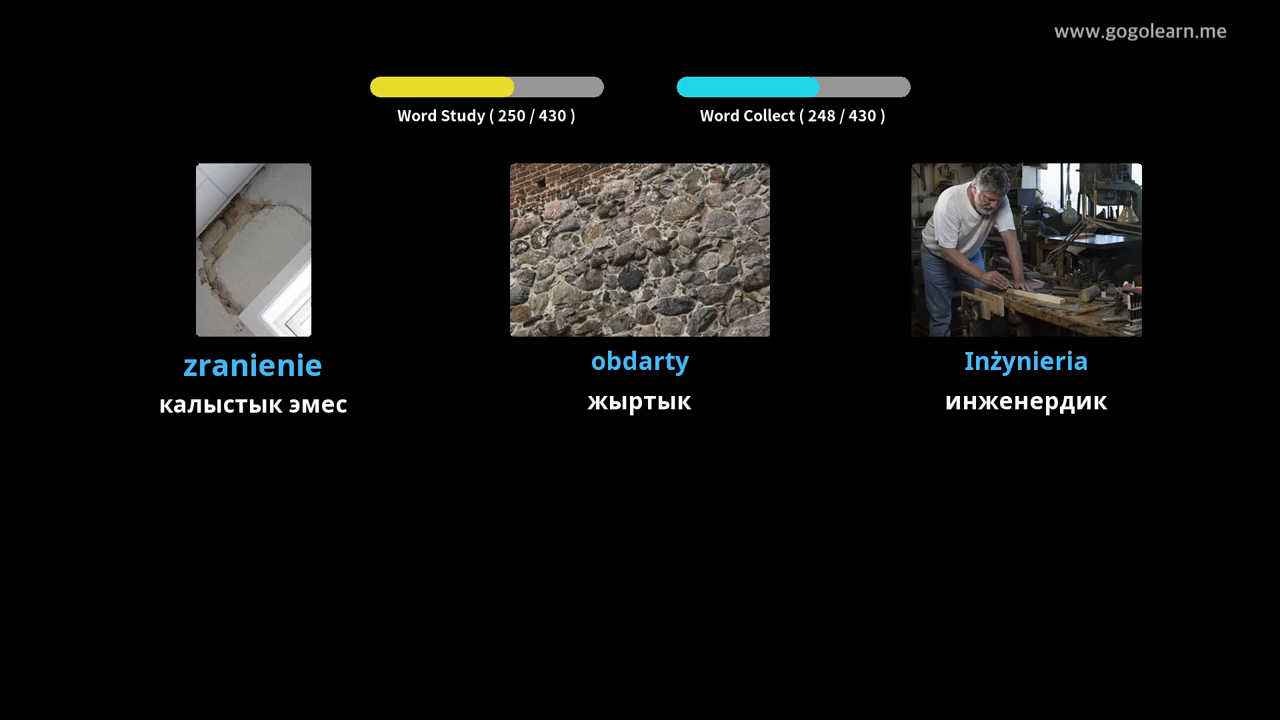 www.gogolearn.me
Word Study ( 250 / 430 )
Word Collect ( 248 / 430 )
zranienie
калыстык эмес
obdarty
жыртык
Inżynieria
инженердик